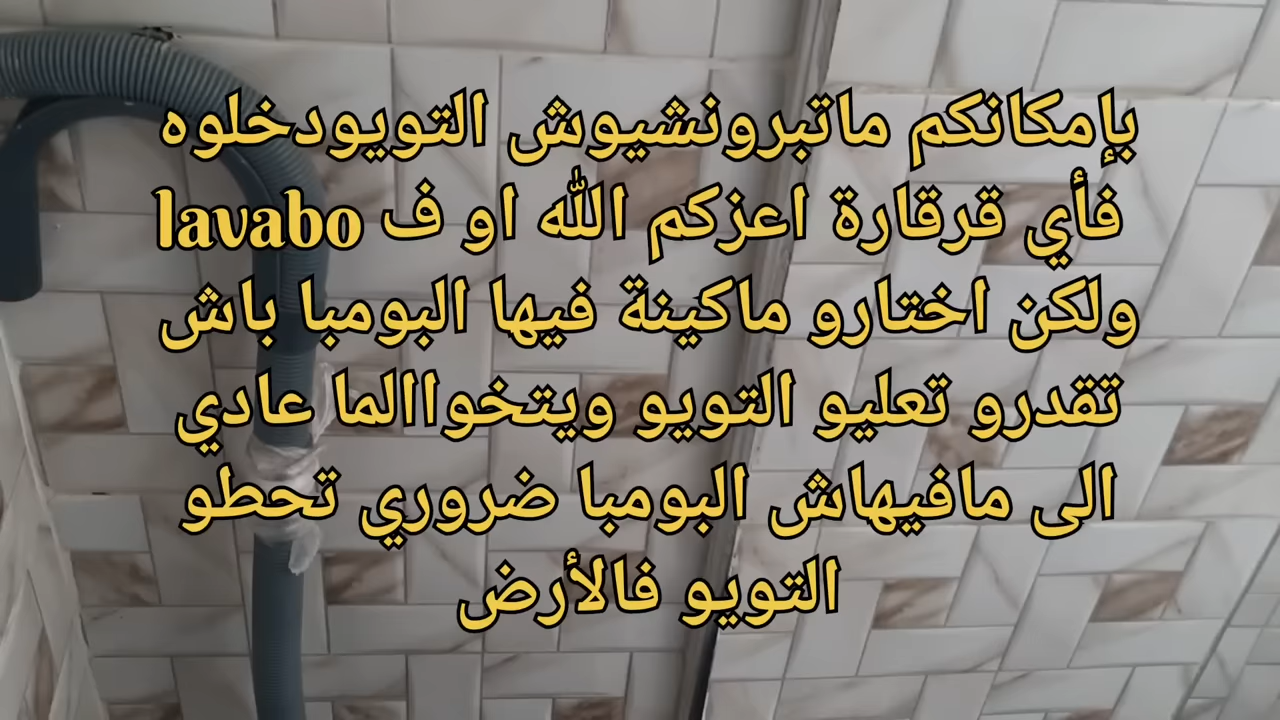 بإمكانكم ماتبرونشيوش التويودخلوه
فأي قرقارة اعزكم الله او ف lavabo
ولكن اختارو ماكينة فيها البومبا باش
تقدرو تعليو التويو ويتخوااالما عادي
الى مافيهاش البومبا ضروري تحطو
التويو فالأرض